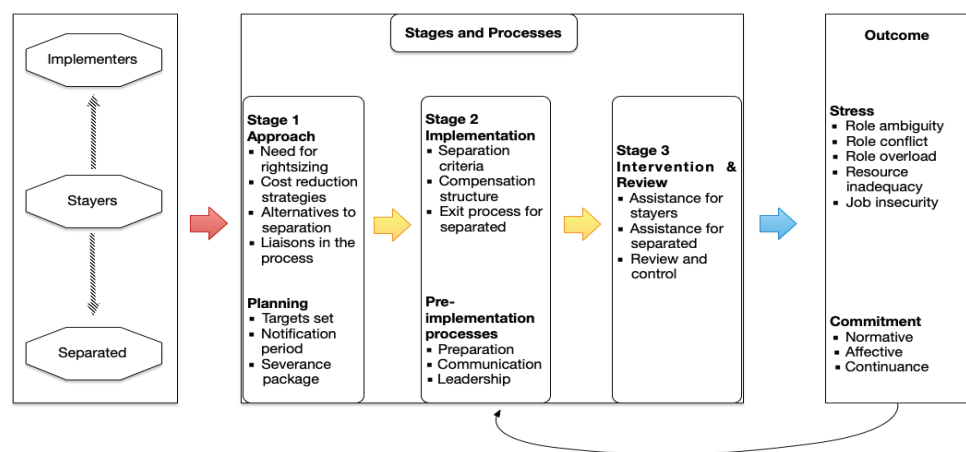 Implementers
Stayers
Separated
Stages and Processes
Stage 1
Approach
▪ Need for
rightsizing
▪ Cost reduction
strategies
▪ Alternatives to
separation
▪ Liaisons in the
process
Planning
▪ Targets set
▪ Notification
period
▪ Severance
package
Stage 2
Implementation
▪ Separation
criteria
▪ Compensation
structure
▪ Exit process for
separated
Pre-
implementation
processes
▪ Preparation
▪ Communication
▪ Leadership
Stage 3
Intervention &
Review
▪ Assistance for
stayers
▪ Assistance for
separated
▪ Review and
control
Outcome
Stress
▪ Role ambiguity
▪ Role conflict
▪ Role overload
▪ Resource
inadequacy
▪ Job insecurity
Commitment
▪ Normative
▪ Affective
▪ Continuance